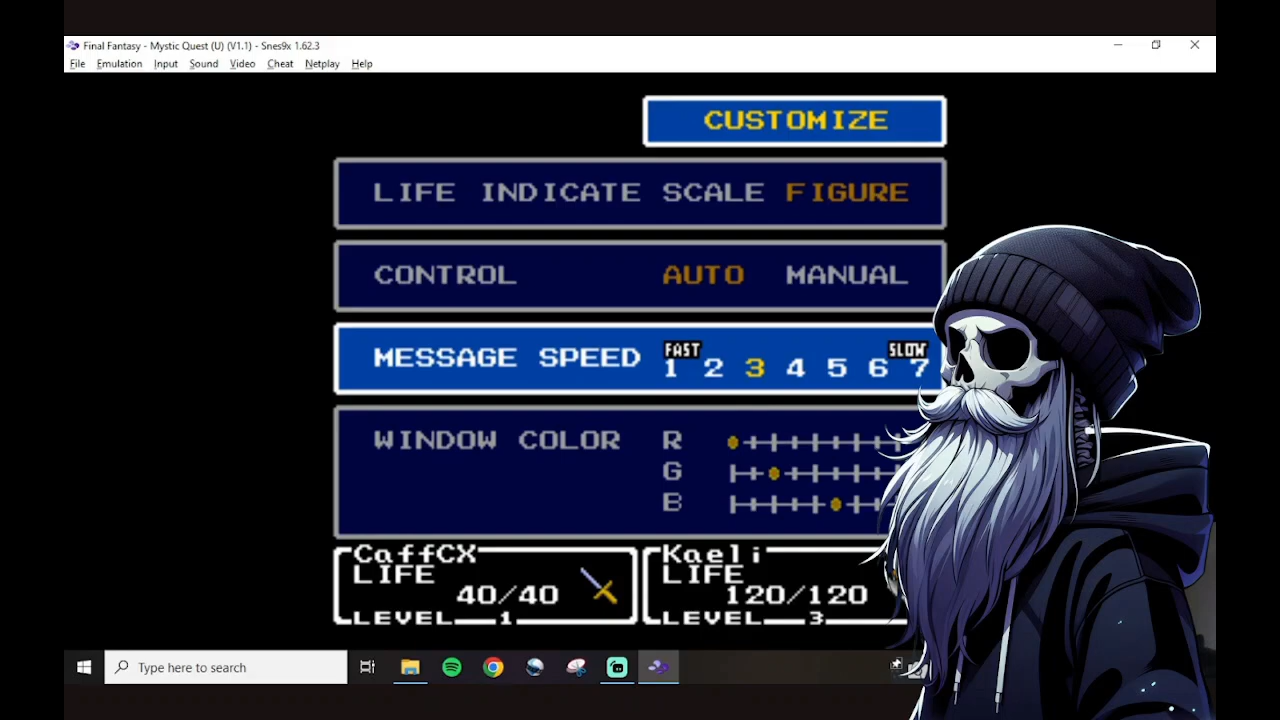 Final Fantasy - Mystic Quest (U) (V1.1) - Snes9x 1.62.3
File Emulation Input Sound Video Cheat Netplay Help
CUSTOMIZE
LIFE INDICATE SCALE FIGURE
CONTROL AUTO MANUAL
FAST SLOW
MESSAGE SPEED 1 2 3 4 5 6 7
WINDOW COLOR R
G
B
CaffCX Kaeli
LIFE LIFE
40/40 120/120
LEVEL 1 LEVEL 3
Type here to search